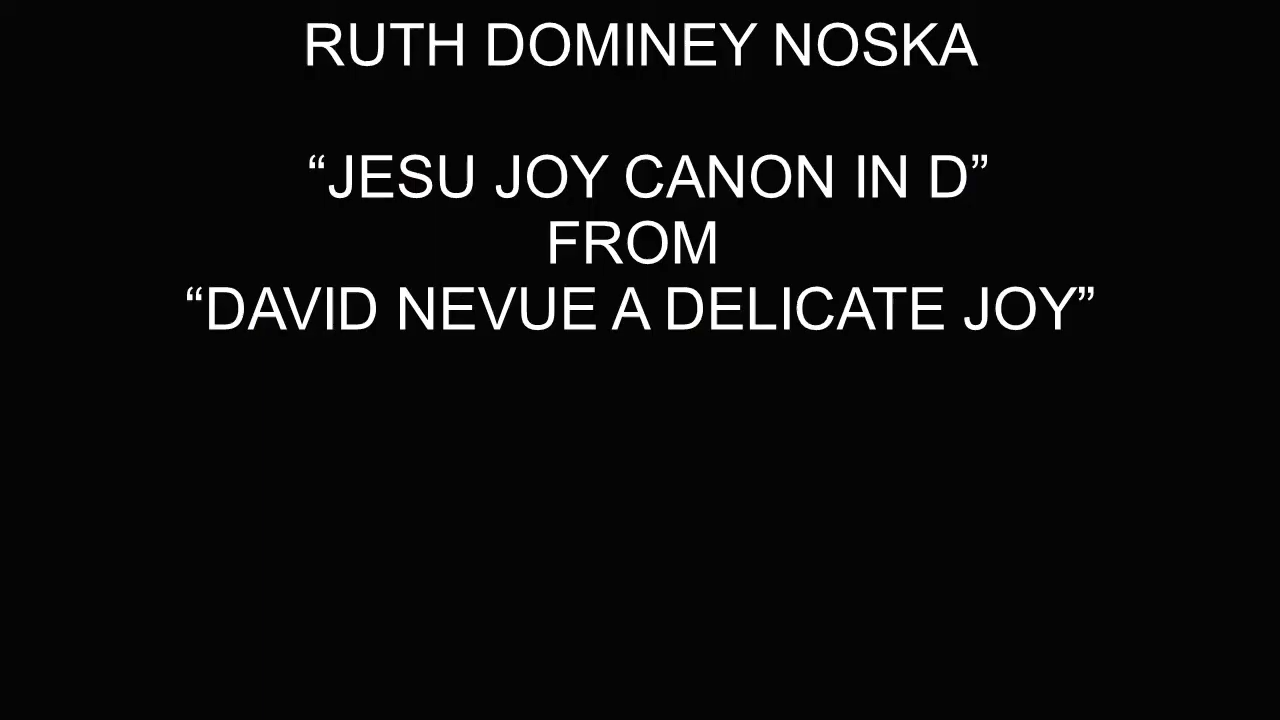 RUTH DOMINEY NOSKA
“JESU JOY CANON IN D”
FROM
“DAVID NEVUE A DELICATE JOY”